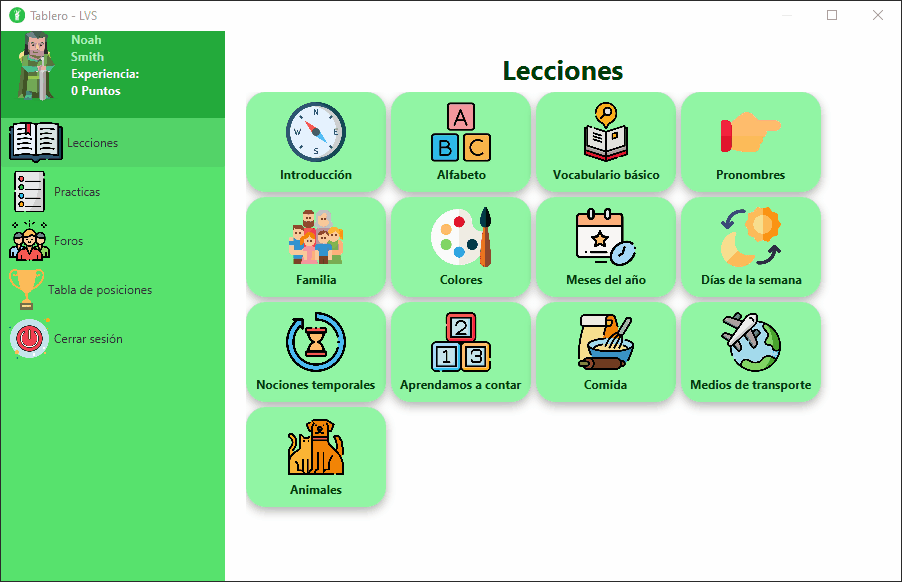 Tablero - LVS
Noah
Smith
Experiencia:
0 Puntos
Lecciones
Practicas
Foros
Tabla de posiciones
Cerrar sesión
Lecciones
N
W E
S
Introducción
A
B C
Alfabeto
Vocabulario básico
Pronombres
Familia
Colores
Meses del año
Días de la semana
Nociones temporales
2
1 3
Aprendamos a contar
Comida
Medios de transporte
Animales